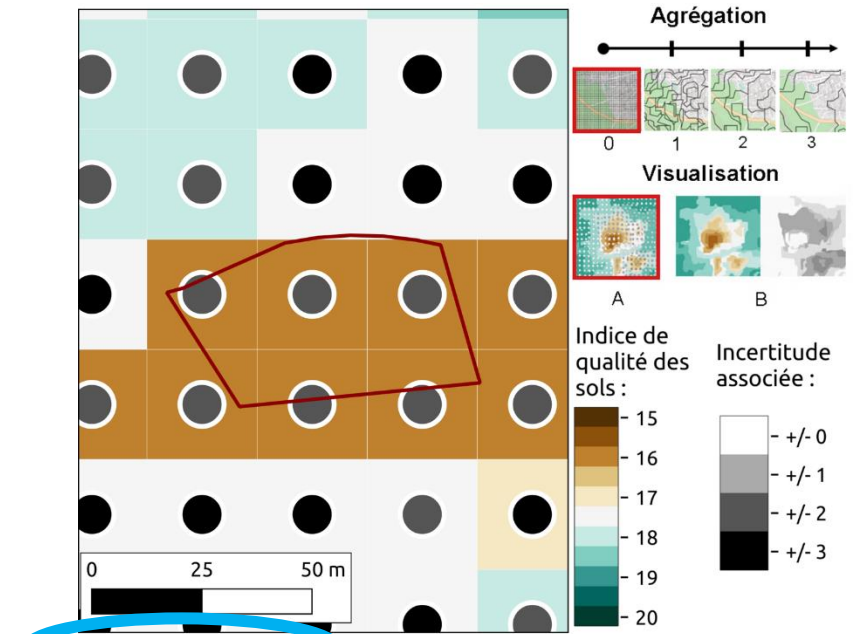 Agrégation
0 1 2 3
Visualisation
A B
Indice de
qualité des
sols :
15
16
17
18
19
20
Incertitude
associée :
+/- 0
+/- 1
+/- 2
+/- 3
0 25 50 m